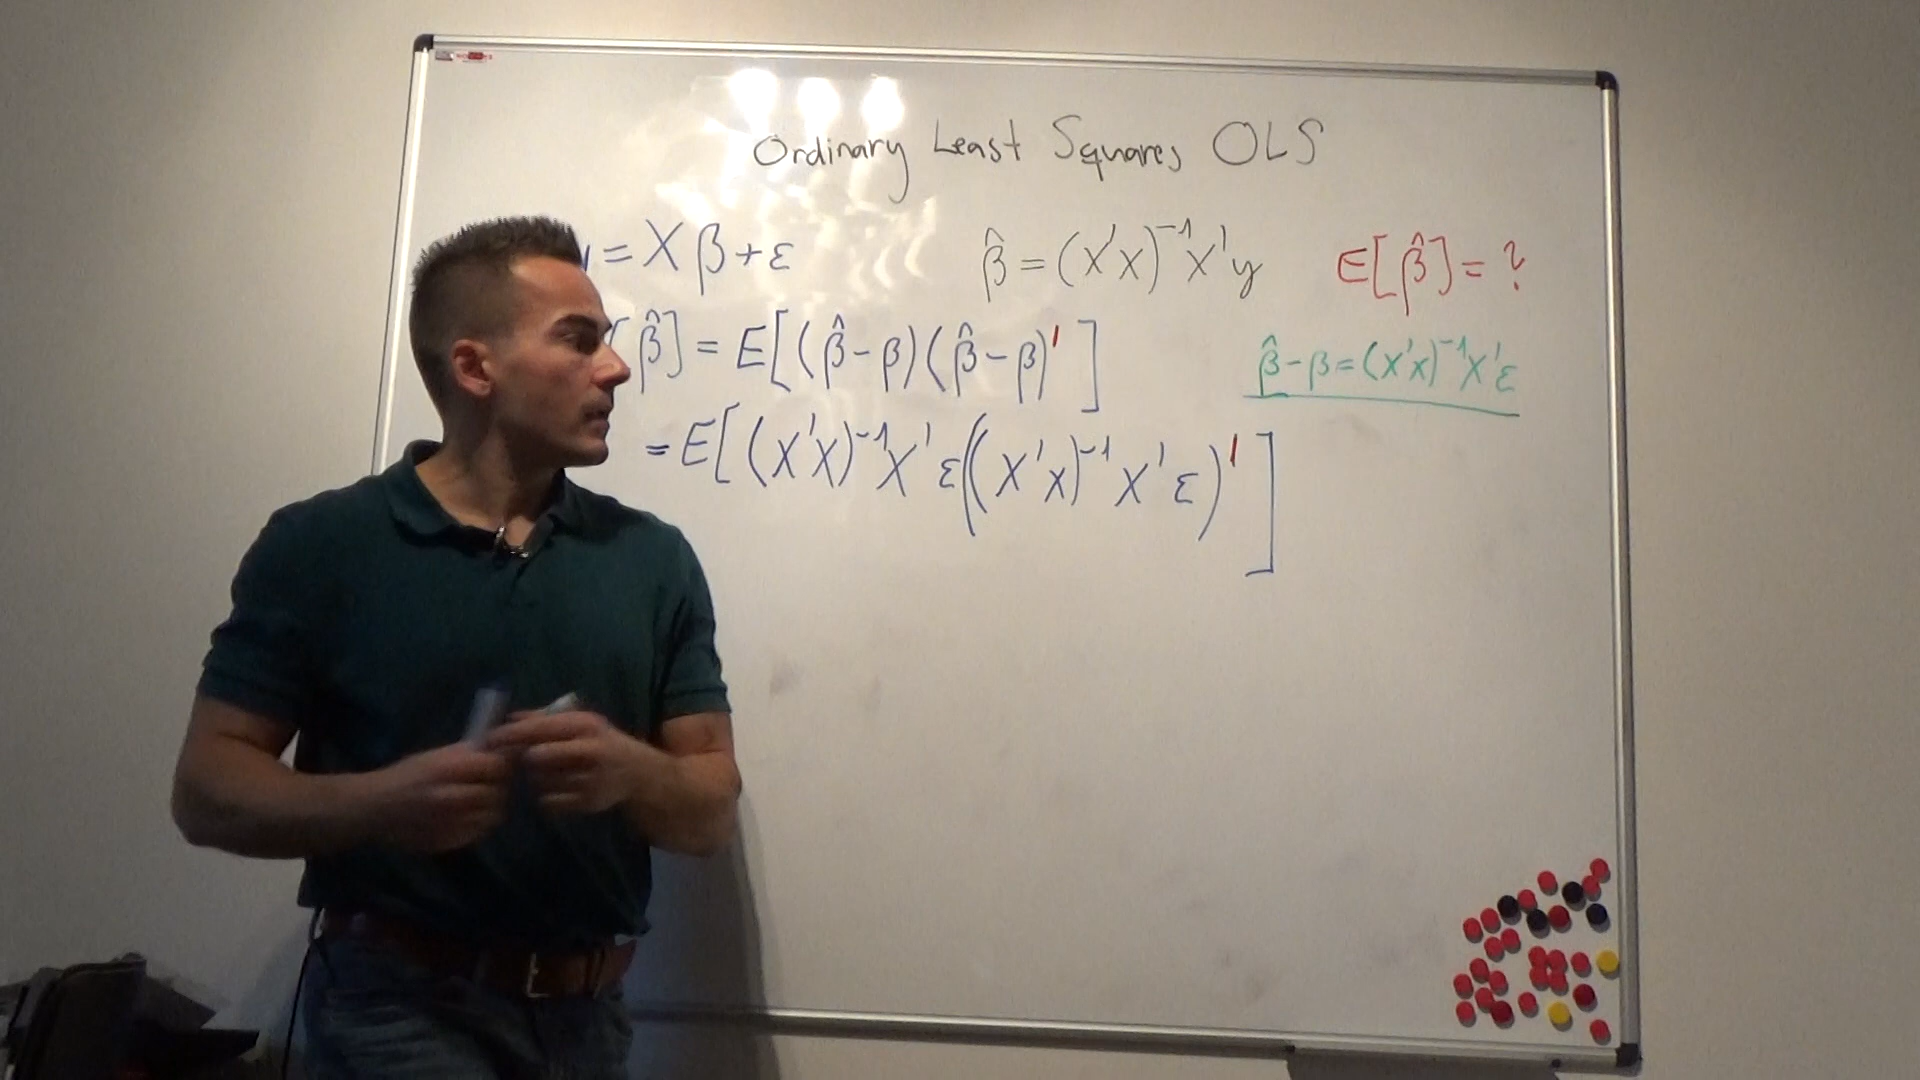 Ordinary Least Squares OLS
= Xβ + ε
β̂ = (X'X)⁻¹X'y
E[β̂] = ?
β̂] = E[(β̂ - β)(β̂ - β)']
β̂ - β = (X'X)⁻¹X'ε
= E[(X'X)⁻¹X'ε((X'X)⁻¹X'ε)']